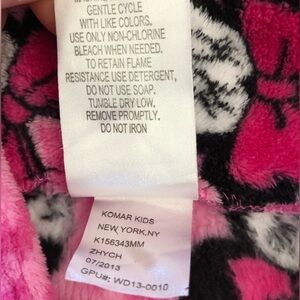 GENTLE CYCLE
WITH LIKE COLORS.
USE ONLY NON-CHLORINE
BLEACH WHEN NEEDED.
TO RETAIN FLAME
RESISTANCE USE DETERGENT,
DO NOT USE SOAP.
TUMBLE DRY LOW.
REMOVE PROMPTLY.
DO NOT IRON
KOMAR KIDS
NEW YORK,NY
K156343MM
ZHYCH
07/2013
GPU#: WD13-0010